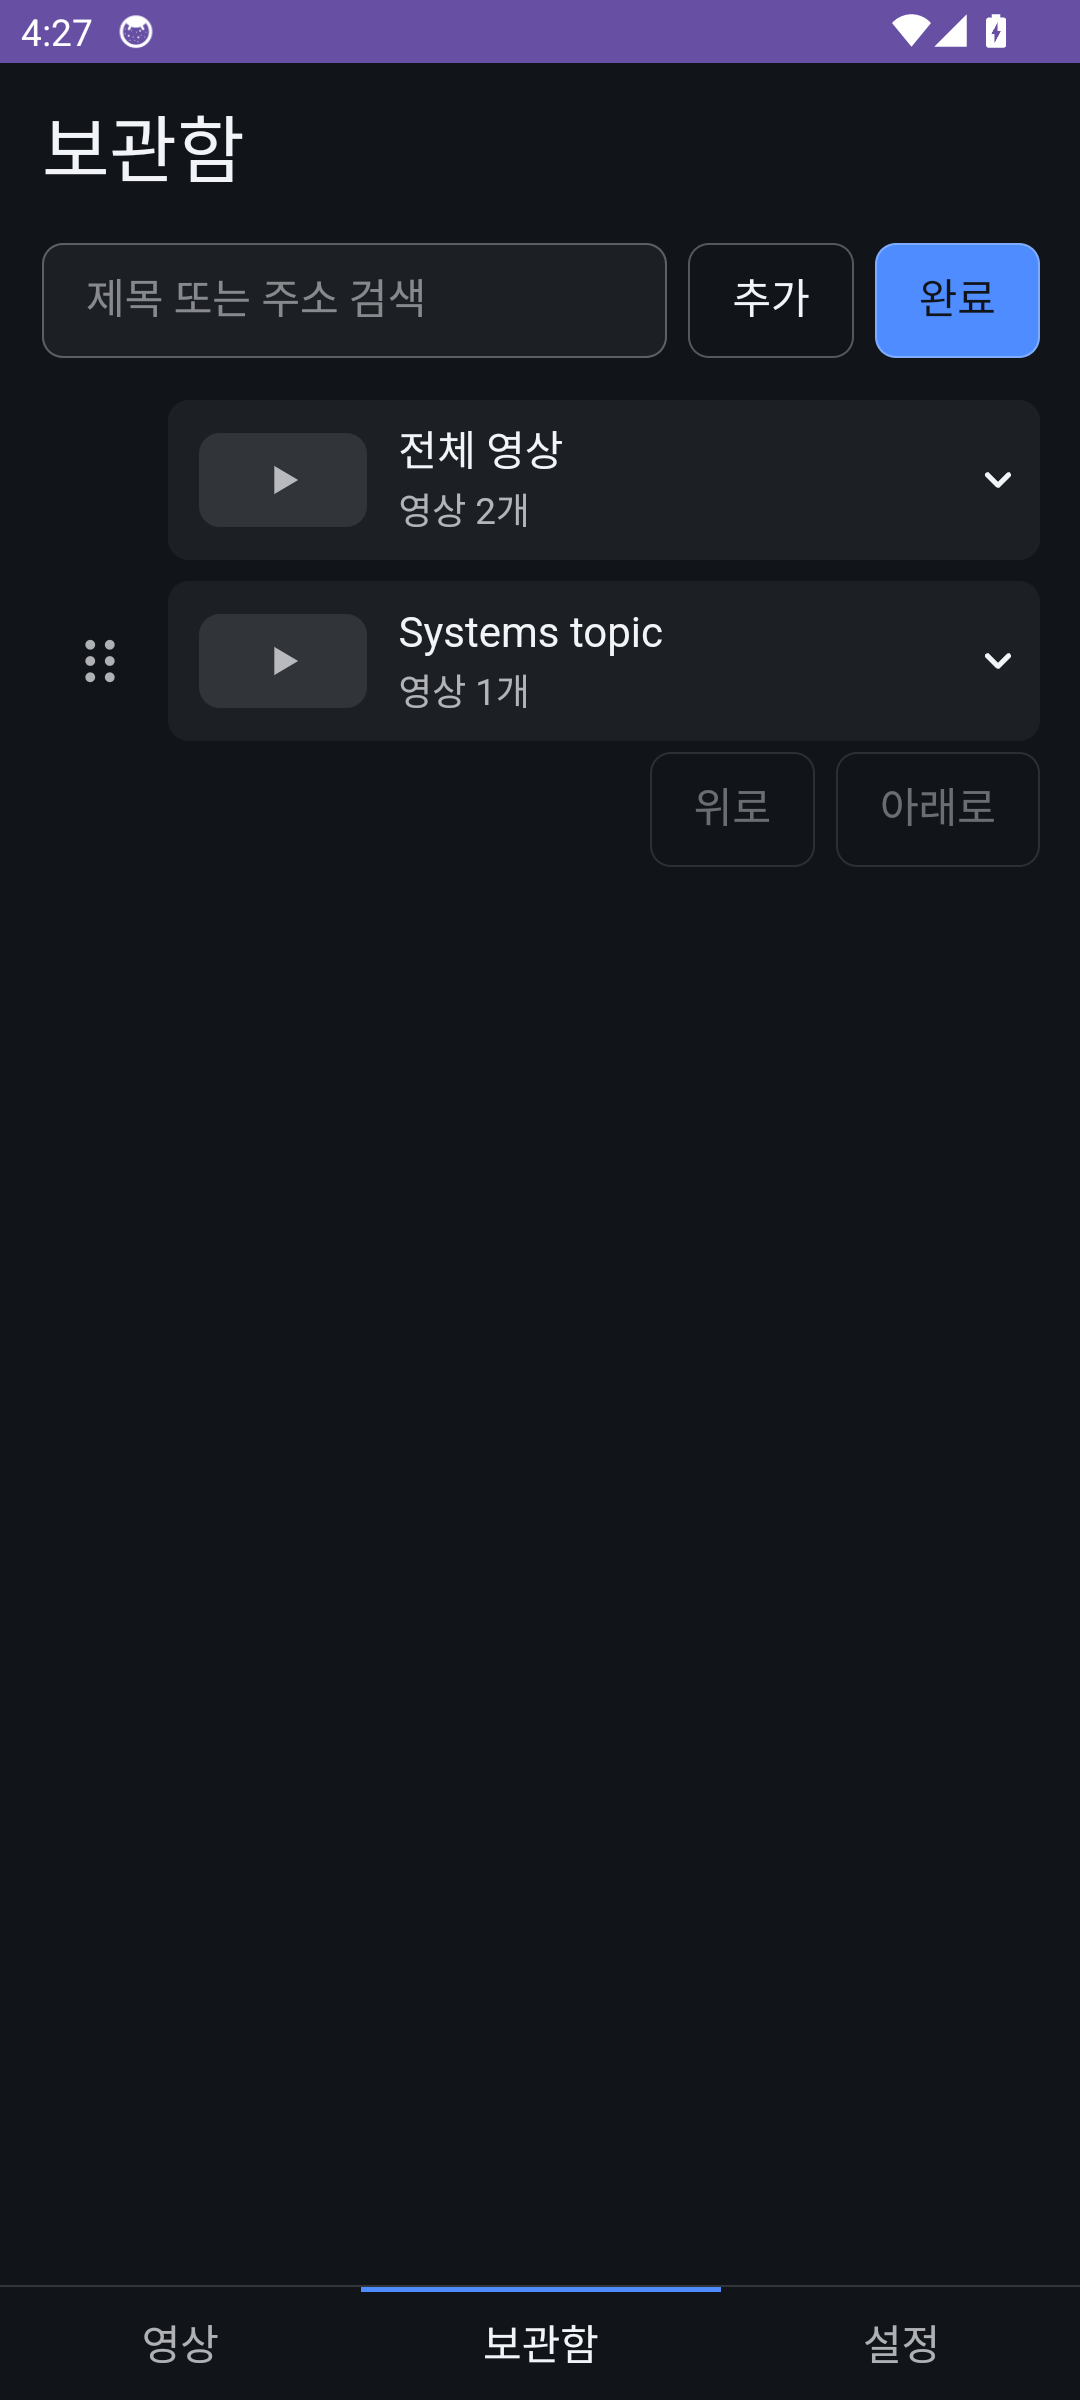 4:27
보관함
제목 또는 주소 검색
추가
완료
전체 영상
영상 2개
Systems topic
영상 1개
위로
아래로
영상
보관함
설정